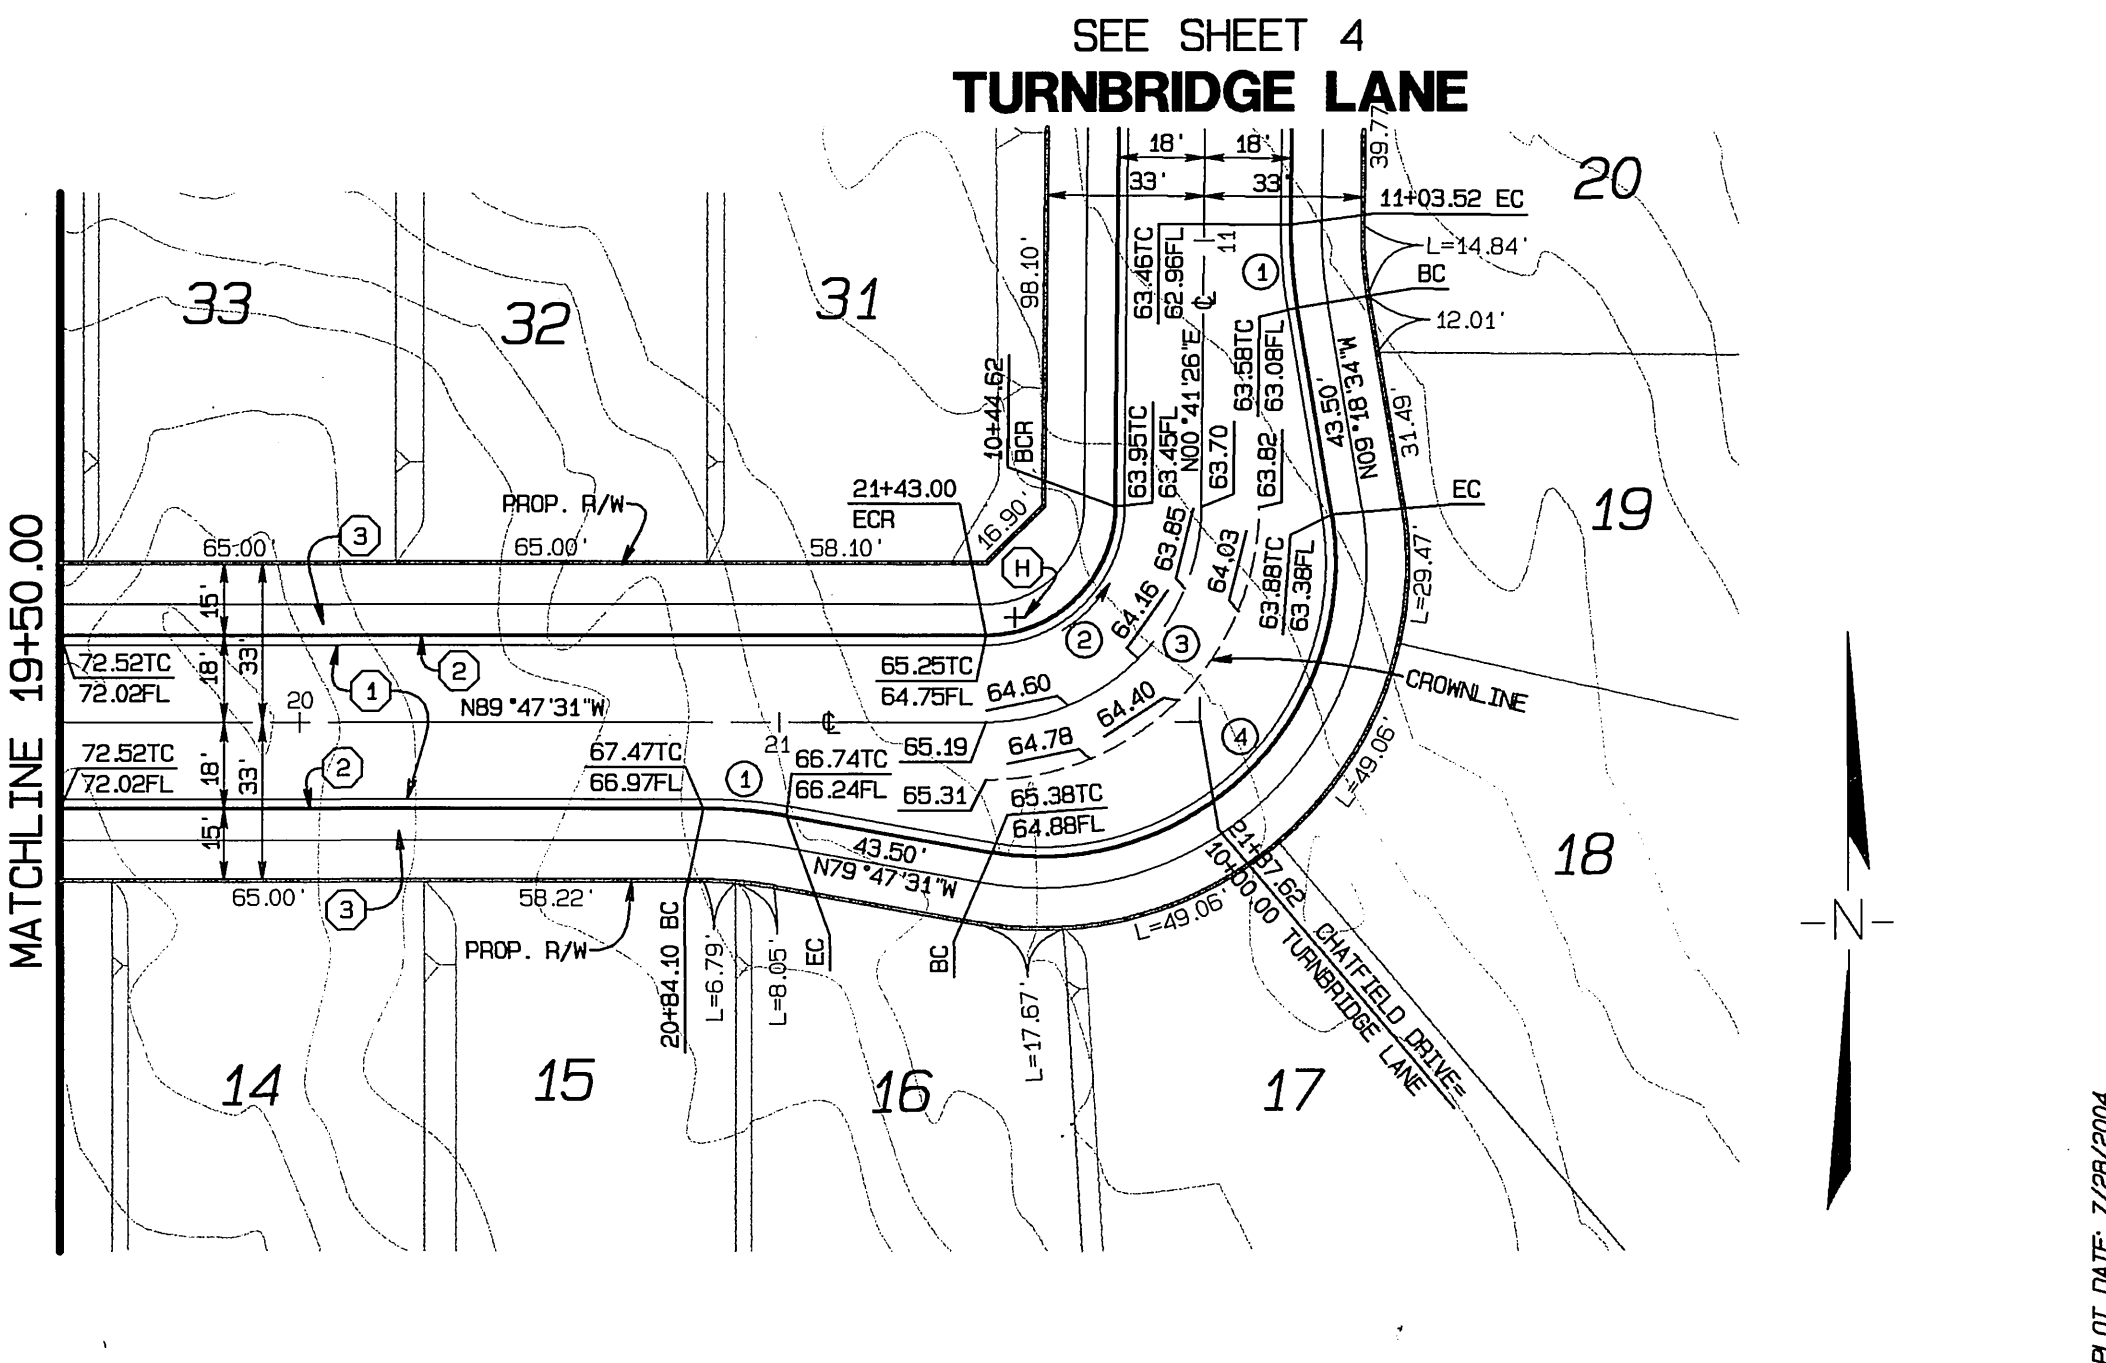 SEE SHEET 4
TURNBRIDGE LANE
18'
18'
33'
33'
39.77
20
11+03.52 EC
L=14.84'
BC
12.01'
33
32
31
98.10'
63.46TC
62.96FL
11
℄
1
63.58TC
63.08FL
N00°41'26"E
43.50'
N09°18'34"W
31.49'
10+44.62
BCR
63.95TC
63.45FL
63.70
63.82
EC
19
21+43.00
ECR
PROP. R/W
16.90'
3
65.00'
65.00'
58.10'
H
63.85
64.03
63.88TC
63.38FL
L=29.47'
MATCHLINE 19+50.00
15'
18'
33'
64.16
2
3
72.52TC
72.02FL
1
2
65.25TC
64.75FL
64.60
64.40
CROWNLINE
20
N89°47'31"W
21
℄
65.19
64.78
4
72.52TC
72.02FL
18'
33'
2
67.47TC
66.97FL
1
66.74TC
66.24FL
65.31
65.38TC
64.88FL
L=49.06'
15'
43.50'
N79°47'31"W
18
65.00'
3
58.22'
PROP. R/W
20+84.10 BC
L=6.79'
L=8.05'
EC
BC
L=17.67'
L=49.06'
21+87.62 CHATFIELD DRIVE=
10+00.00 TURNBRIDGE LANE
-N-
14
15
16
17
PLOT DATE: 7/28/2004